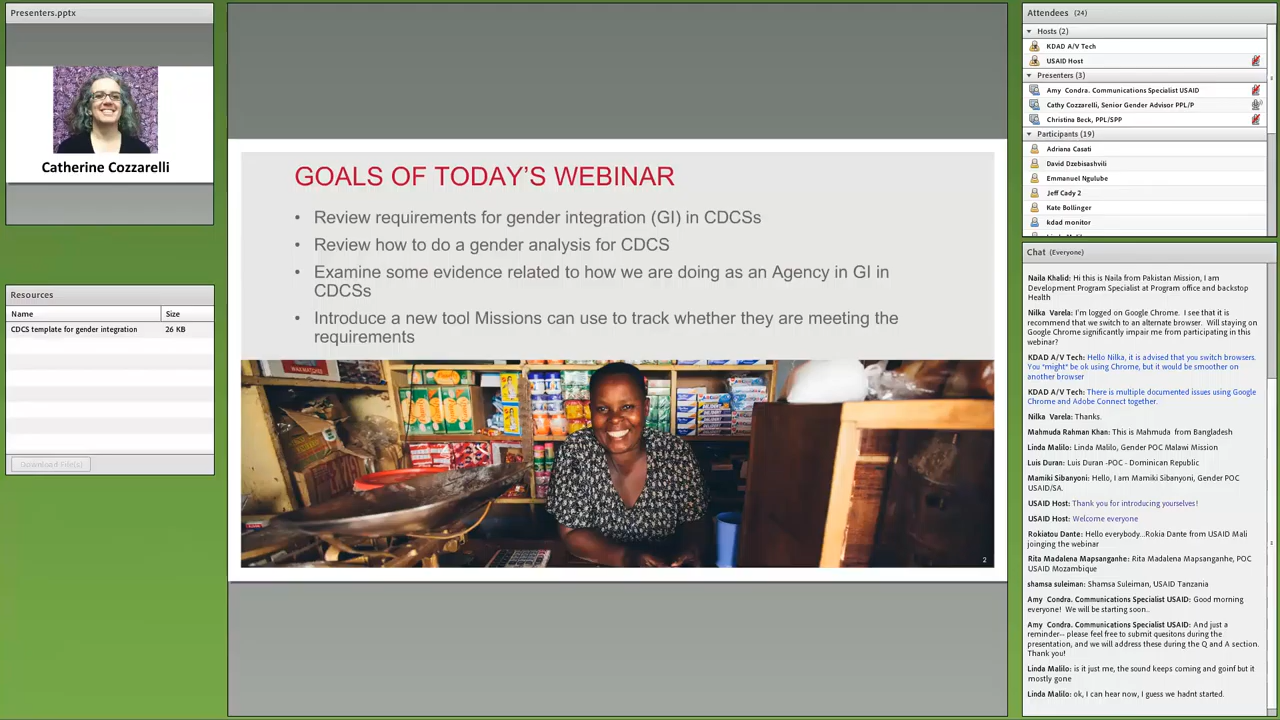 Presenters.pptx
Catherine Cozzarelli
Resources
Name Size
CDCS template for gender integration 26 KB
Download File(s)
GOALS OF TODAY'S WEBINAR
• Review requirements for gender integration (GI) in CDCSs
• Review how to do a gender analysis for CDCS
• Examine some evidence related to how we are doing as an Agency in GI in
CDCSs
• Introduce a new tool Missions can use to track whether they are meeting the
requirements
2
Attendees (24)
Hosts (2)
KDAD A/V Tech
USAID Host
Presenters (3)
Amy Condra. Communications Specialist USAID
Cathy Cozzarelli, Senior Gender Advisor PPL/P
Christina Beck, PPL/SPP
Participants (19)
Adriana Casati
David Dzebisashvili
Emmanuel Ngulube
Jeff Cady 2
Kate Bollinger
kdad monitor
Chat (Everyone)
Naila Khalid: Hi this is Naila from Pakistan Mission, I am
Development Program Specialist at Program office and backstop
Health
Nilka Varela: I'm logged on Google Chrome. I see that it is
recommend that we switch to an alternate browser. Will staying on
Google Chrome significantly impair me from participating in this
webinar?
KDAD A/V Tech: Hello Nilka, it is advised that you switch browsers.
You "might" be ok using Chrome, but it would be smoother on
another browser
KDAD A/V Tech: There is multiple documented issues using Google
Chrome and Adobe Connect together.
Nilka Varela: Thanks.
Mahmuda Rahman Khan: This is Mahmuda from Bangladesh
Linda Malilo: Linda Malilo, Gender POC Malawi Mission
Luis Duran: Luis Duran -POC - Dominican Republic
Mamiki Sibanyoni: Hello, I am Mamiki Sibanyoni, Gender POC
USAID/SA.
USAID Host: Thank you for introducing yourselves!
USAID Host: Welcome everyone
Rokiatou Dante: Hello everybody...Rokia Dante from USAID Mali
joinging the webinar
Rita Madalena Mapsanganhe: Rita Madalena Mapsanganhe, POC
USAID Mozambique
shamsa suleiman: Shamsa Suleiman, USAID Tanzania
Amy Condra. Communications Specialist USAID: Good morning
everyone! We will be starting soon..
Amy Condra. Communications Specialist USAID: And just a
reminder-- please feel free to submit quesitons during the
presentation, and we will address these during the Q and A section.
Thank you!
Linda Malilo: is it just me, the sound keeps coming and goinf but it
mostly gone
Linda Malilo: ok, I can hear now, I guess we hadnt started.